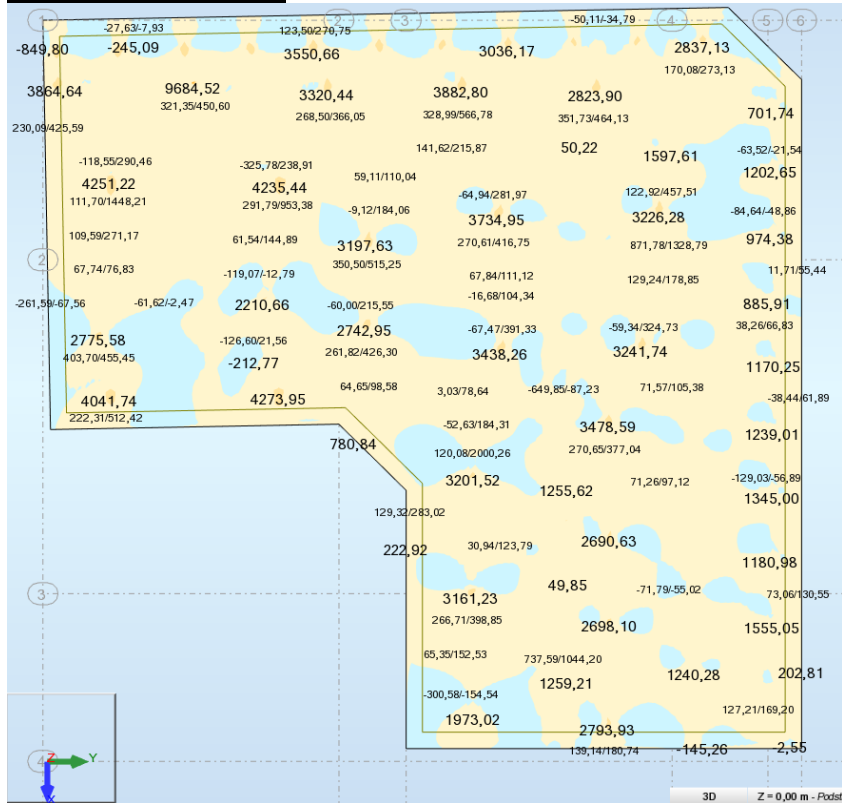 1 2 3 4 5 6
-27,63/-7,93 123,50/270,75 -50,11/-34,79
-849,80 -245,09 3550,66 3036,17 2837,13
170,08/273,13
3864,64 9684,52 3320,44 3882,80 2823,90
321,35/450,60 268,50/366,05 328,99/566,78 351,73/464,13 701,74
230,09/425,59
141,62/215,87 50,22 1597,61 -63,52/-21,54
-118,55/290,46 -325,78/238,91 59,11/110,04 1202,65
4251,22 4235,44 -64,94/281,97 122,92/457,51
111,70/1448,21 291,79/953,38 -9,12/184,06 3734,95 3226,28 -84,64/-48,86
109,59/271,17 61,54/144,89 3197,63 270,61/416,75 871,78/1328,79 974,38
2 350,50/515,25
67,74/76,83 -119,07/-12,79 67,84/111,12 129,24/178,85 11,71/55,44
-261,59/-67,56 -61,62/-2,47 2210,66 -60,00/215,55 -16,68/104,34 885,91
2742,95 -67,47/391,33 -59,34/324,73 38,26/66,83
2775,58 -126,60/21,56 261,82/426,30 3438,26 3241,74
403,70/455,45 -212,77 1170,25
64,65/98,58 3,03/78,64 -649,85/-87,23 71,57/105,38
4041,74 4273,95 -38,44/61,89
222,31/512,42 -52,63/184,31 3478,59 1239,01
780,84 120,08/2000,26 270,65/377,04
3201,52 1255,62 71,26/97,12 -129,03/-56,89
1345,00
129,32/283,02
222,92 30,94/123,79 2690,63 1180,98
3 3161,23 49,85 -71,79/-55,02 73,06/130,55
266,71/398,85 2698,10 1555,05
65,35/152,53 737,59/1044,20
1259,21 1240,28 202,81
-300,58/-154,54
1973,02 127,21/169,20
2793,93
139,14/180,74 -145,26 -2,55
4 Z Y
X
3D Z = 0,00 m - Podst